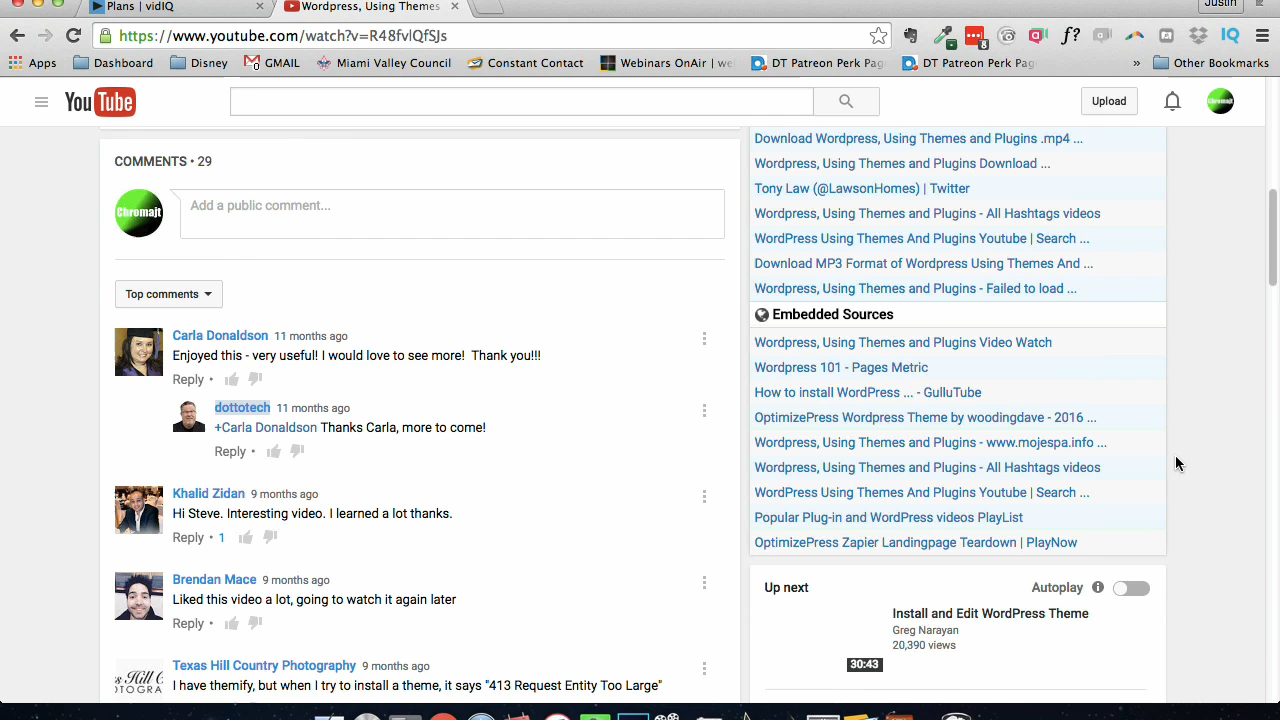 Plans | vidIQ
Wordpress, Using Themes
Justin
https://www.youtube.com/watch?v=R48fvlQfSJs
f?
IQ
8
Apps
Dashboard
Disney
GMAIL
Miami Valley Council
Constant Contact
Webinars OnAir | we
DT Patreon Perk Pag
DT Patreon Perk Pag
»
Other Bookmarks
YouTube
Upload
Chromajt
COMMENTS • 29
Chromajt
Add a public comment...
Top comments
Carla Donaldson 11 months ago
Enjoyed this - very useful! I would love to see more! Thank you!!!
Reply •
dottotech 11 months ago
+Carla Donaldson Thanks Carla, more to come!
Reply •
Khalid Zidan 9 months ago
Hi Steve. Interesting video. I learned a lot thanks.
Reply • 1
Brendan Mace 9 months ago
Liked this video a lot, going to watch it again later
Reply •
Texas Hill Country Photography 9 months ago
I have themify, but when I try to install a theme, it says "413 Request Entity Too Large"
Download Wordpress, Using Themes and Plugins .mp4 ...
Wordpress, Using Themes and Plugins Download ...
Tony Law (@LawsonHomes) | Twitter
Wordpress, Using Themes and Plugins - All Hashtags videos
WordPress Using Themes And Plugins Youtube | Search ...
Download MP3 Format of Wordpress Using Themes And ...
Wordpress, Using Themes and Plugins - Failed to load ...
Embedded Sources
Wordpress, Using Themes and Plugins Video Watch
Wordpress 101 - Pages Metric
How to install WordPress ... - GulluTube
OptimizePress Wordpress Theme by woodingdave - 2016 ...
Wordpress, Using Themes and Plugins - www.mojespa.info ...
Wordpress, Using Themes and Plugins - All Hashtags videos
WordPress Using Themes And Plugins Youtube | Search ...
Popular Plug-in and WordPress videos PlayList
OptimizePress Zapier Landingpage Teardown | PlayNow
Up next
Autoplay
Install and Edit WordPress Theme
Greg Narayan
20,390 views
30:43